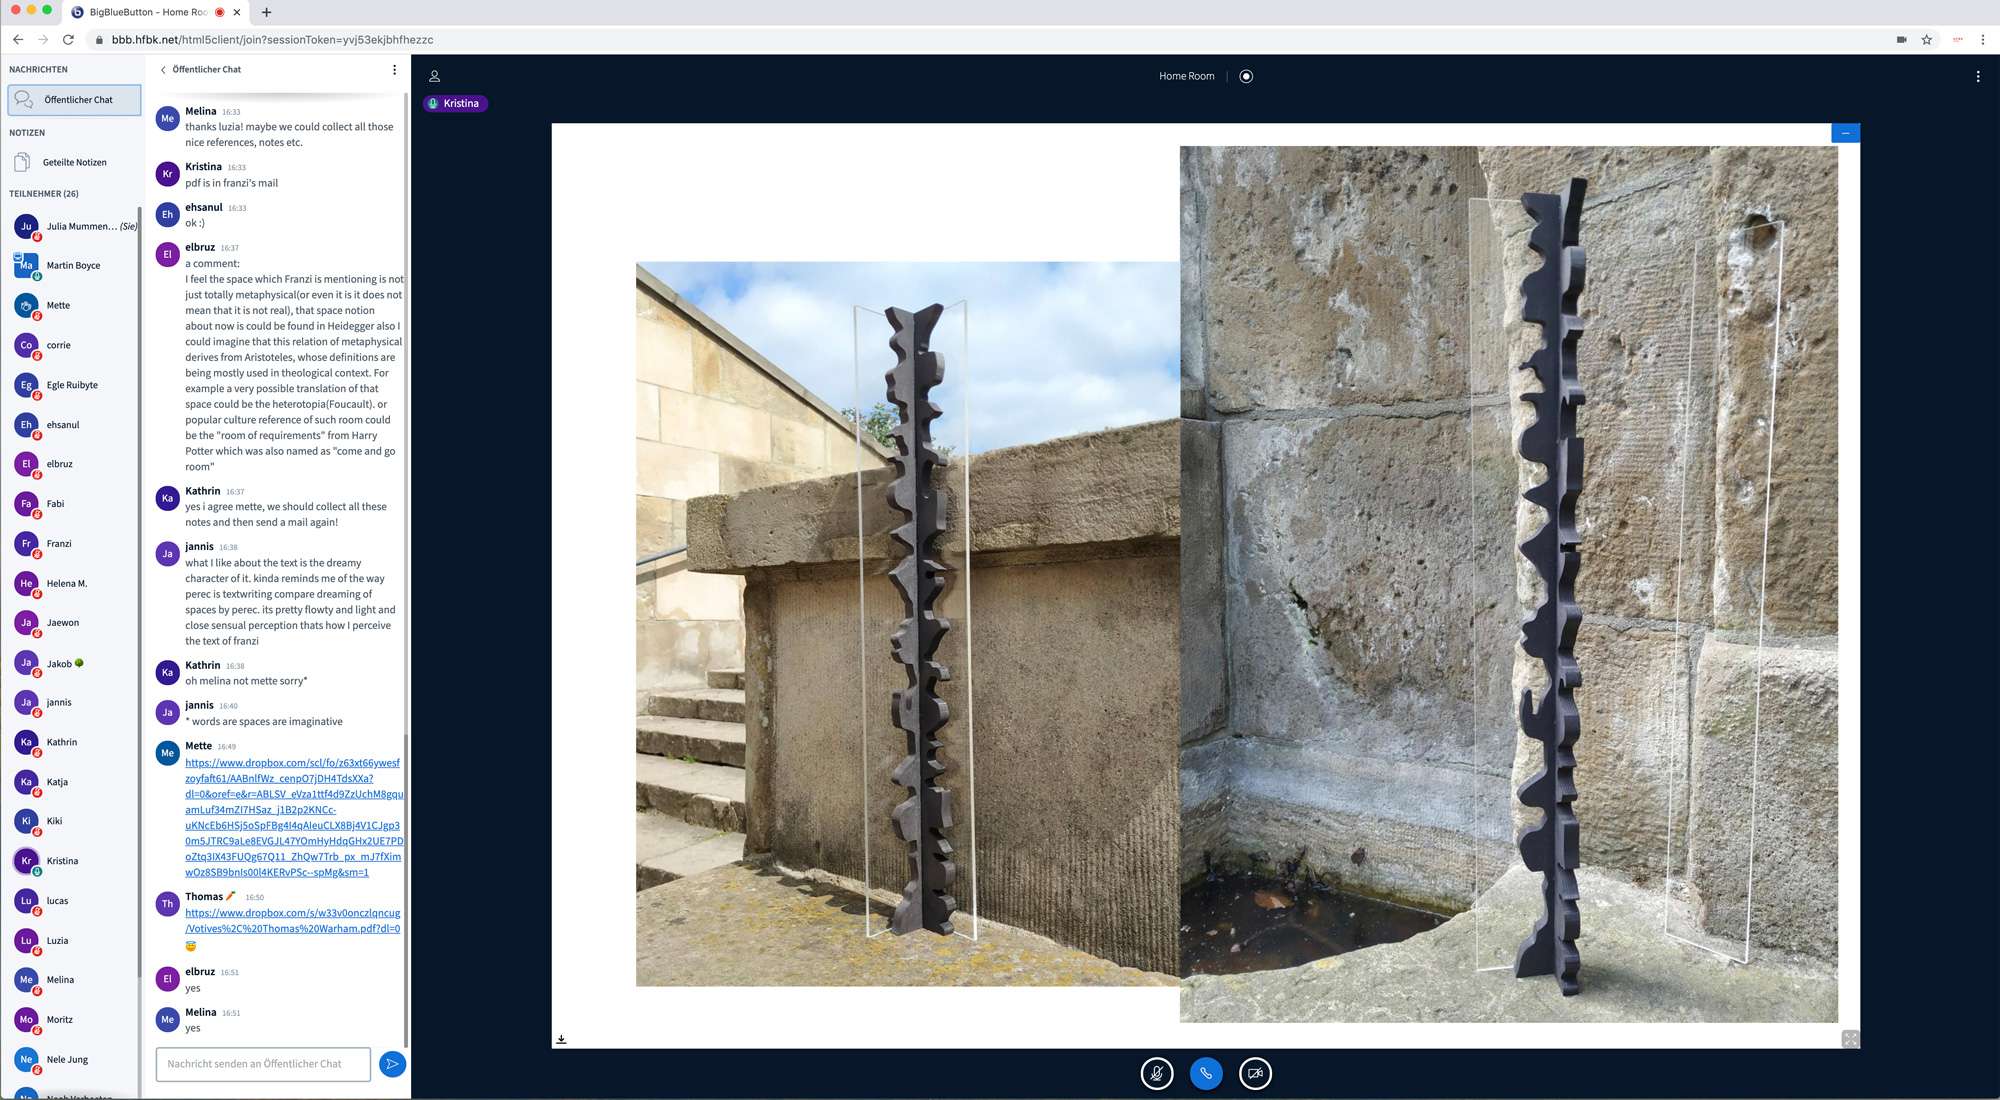 BigBlueButton - Home Roo
bbb.hfbk.net/html5client/join?sessionToken=yvj53ekjbhfhezzc
NACHRICHTEN
Öffentlicher Chat
NOTIZEN
Geteilte Notizen
TEILNEHMER (26)
Ju Julia Mummen... (Sie)
Ma Martin Boyce
Mette
Co corrie
Eg Egle Ruibyte
Eh ehsanul
El elbruz
Fa Fabi
Fr Franzi
He Helena M.
Ja Jaewon
Ja Jakob
Ja jannis
Ka Kathrin
Ka Katja
Ki Kiki
Kr Kristina
Lu lucas
Lu Luzia
Me Melina
Mo Moritz
Ne Nele Jung
Öffentlicher Chat
Me Melina 16:33
thanks luzia! maybe we could collect all those
nice references, notes etc.
Kr Kristina 16:33
pdf is in franzi's mail
Eh ehsanul 16:33
ok :)
El elbruz 16:37
a comment:
I feel the space which Franzi is mentioning is not
just totally metaphysical(or even it is it does not
mean that it is not real), that space notion
about now is could be found in Heidegger also I
could imagine that this relation of metaphysical
derives from Aristoteles, whose definitions are
being mostly used in theological context. For
example a very possible translation of that
space could be the heterotopia(Foucault). or
popular culture reference of such room could
be the "room of requirements" from Harry
Potter which was also named as "come and go
room"
Ka Kathrin 16:37
yes i agree mette, we should collect all these
notes and then send a mail again!
Ja jannis 16:38
what I like about the text is the dreamy
character of it. kinda reminds me of the way
perec is textwriting compare dreaming of
spaces by perec. its pretty flowty and light and
close sensual perception thats how I perceive
the text of franzi
Ka Kathrin 16:38
oh melina not mette sorry*
Ja jannis 16:40
* words are spaces are imaginative
Me Mette 16:49
https://www.dropbox.com/scl/fo/z63xt66ywesf
zoyfaft61/AABnlfWz_cenpO7jDH4TdsXXa?
dl=0&oref=e&r=ABLSV_eVza1ttf4d9ZzUchM8gqu
amLuf34mZI7HSaz_j1B2p2KNCc-
uKNcEb6HSjSoSpFBg4I4qAIeuCLX8Bj4V1CJgp3
0m5JTRC9aLe8EVGJL47YOmHyHdqGHx2UE7PD
oZtq3IX43FUQg67Q11_ZhQw7Trb_px_mJ7fXim
wOz8SB9bnIs00l4KERvPSc--spMg&sm=1
Th Thomas 16:50
https://www.dropbox.com/s/w33v0onczlqncug
/Votives%2C%20Thomas%20Warham.pdf?dl=0
El elbruz 16:51
yes
Me Melina 16:51
yes
Nachricht senden an Öffentlicher Chat
Home Room
Kristina